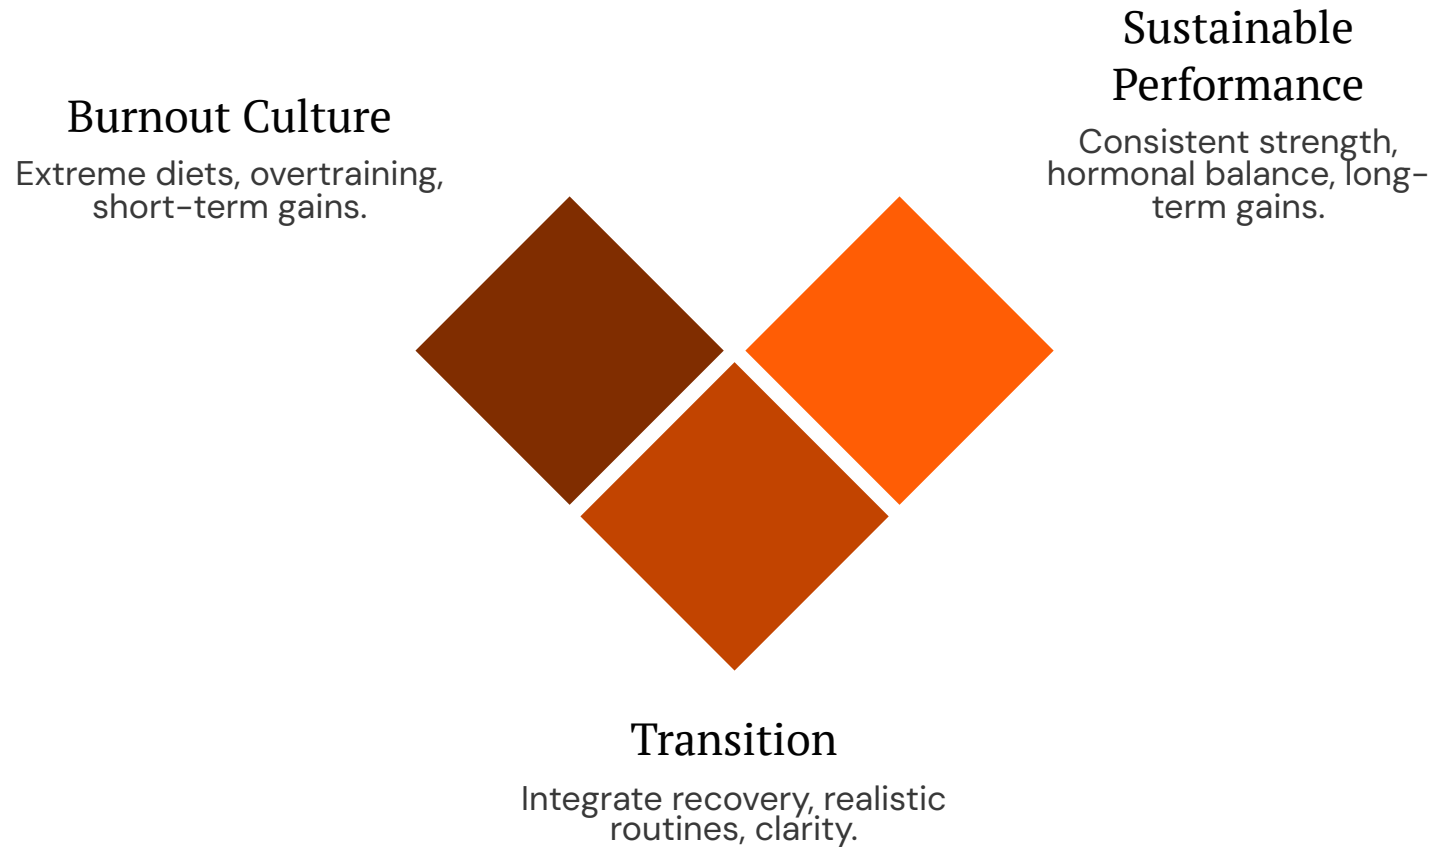 Burnout Culture
Extreme diets, overtraining,
short-term gains.
Sustainable
Performance
Consistent strength,
hormonal balance, long-
term gains.
Transition
Integrate recovery, realistic
routines, clarity.